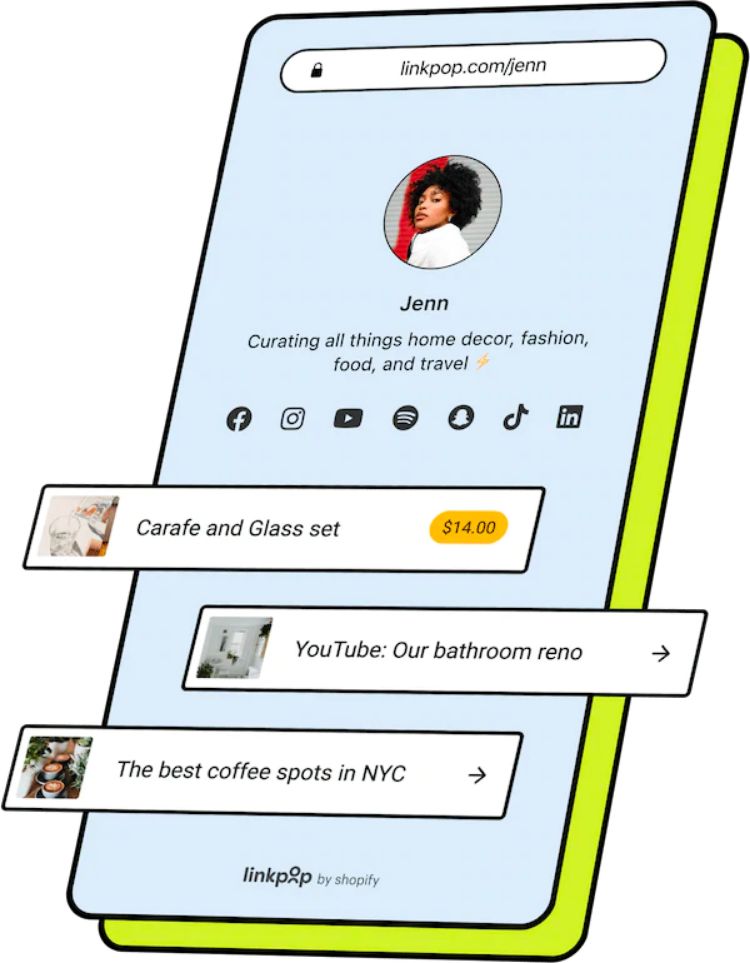 linkpop.com/jenn
Jenn
Curating all things home decor, fashion,
food, and travel ⚡
Carafe and Glass set
$14.00
YouTube: Our bathroom reno
The best coffee spots in NYC
linkpop by shopify